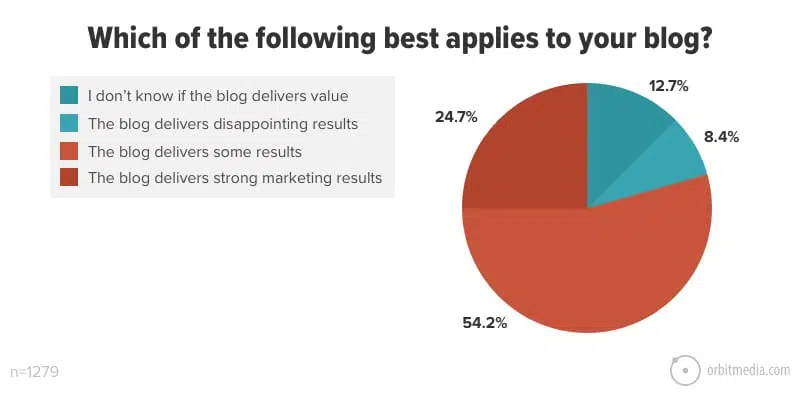 Which of the following best applies to your blog?
I don’t know if the blog delivers value
The blog delivers disappointing results
The blog delivers some results
The blog delivers strong marketing results
12.7%
24.7%
8.4%
54.2%
n=1279
orbitmedia.com